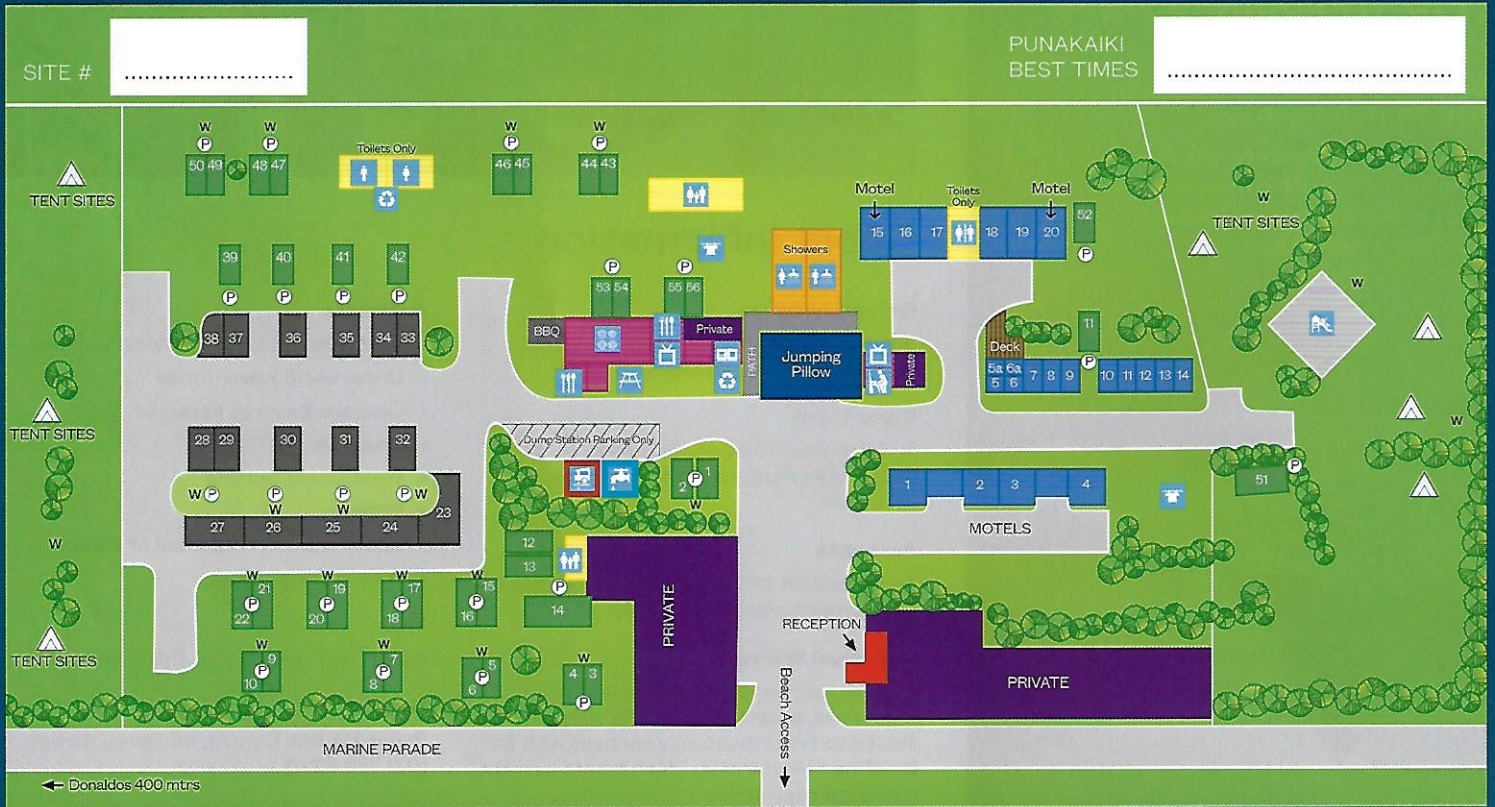 SITE #
PUNAKAIKI
BEST TIMES
W W W W
P P P P
50 49 48 47
Toilets Only
46 45 44 43
TENT SITES
Motel
Toilets
Only
Motel
15 16 17 18 19 20
52
P
W
TENT SITES
39 40 41 42
P P P P
38 37 36 35 34 33
Showers
P P
53 54 55 56
BBQ
Private
PATH
Jumping
Pillow
Private
W
11
P
Deck
5a 6a
5 6 7 8 9 10 11 12 13 14
TENT SITES
W
28 29 30 31 32
Dump Station Parking Only
W P P P P W
W W
27 26 25 24 23
2 P 1
W
1 2 3 4
MOTELS
P
51
W
12
13
P
14
PRIVATE
W W W W
22 P 21 20 P 19 18 P 17 16 P 15
RECEPTION
PRIVATE
TENT SITES
W W W W
10 P 9 8 P 7 6 P 5 4 3
P
Beach Access
MARINE PARADE
Donaldos 400 mtrs